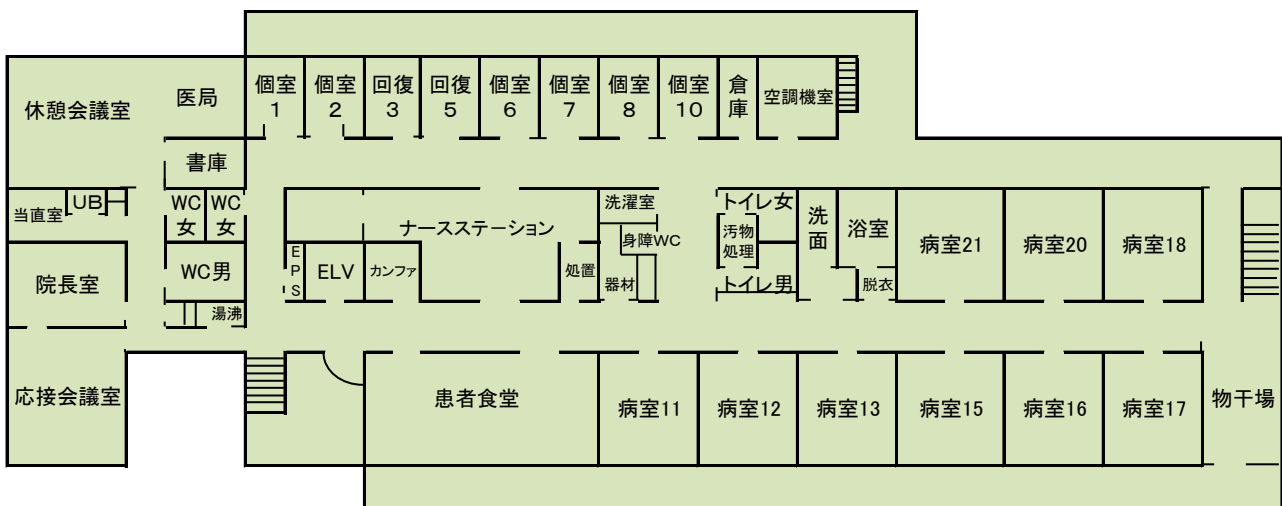 休憩会議室
医局
個室
1
個室
2
回復
3
回復
5
個室
6
個室
7
個室
8
個室
10
倉
庫
空調機室
書庫
当直室
UB
WC
女
WC
女
ナースステーション
洗濯室
身障WC
トイレ女
汚物
処理
洗
面
浴室
病室21
病室20
病室18
院長室
WC男
EPS
ELV
カンファ
処置
器材
トイレ男
脱衣
湯沸
応接会議室
患者食堂
病室11
病室12
病室13
病室15
病室16
病室17
物干場